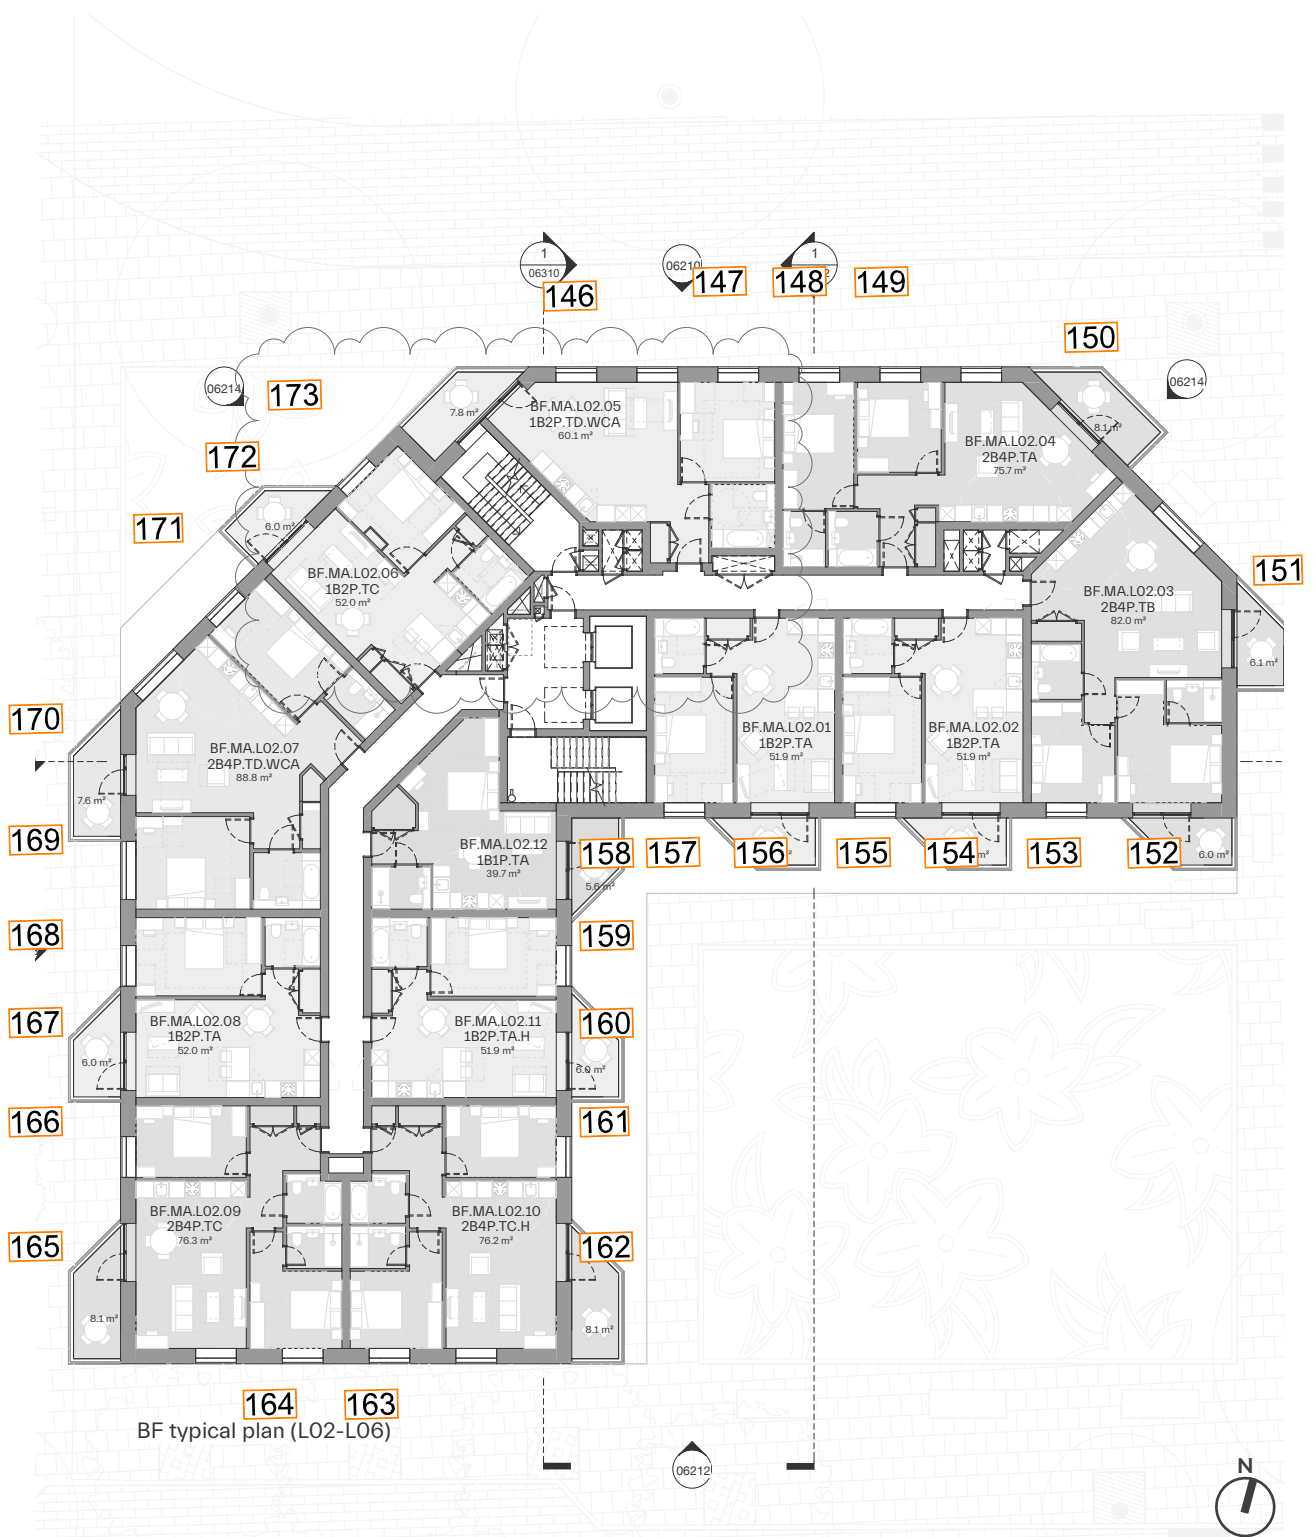 1
06310
146
06210
147
1
148
149
150
06214
06214
173
172
171
7.8 m²
BF.MA.L02.05
1B2P.TD.WCA
60.1 m²
BF.MA.L02.04
2B4P.TA
75.7 m²
8.1 m²
6.0 m²
BF.MA.L02.06
1B2P.TC
52.0 m²
BF.MA.L02.03
2B4P.TB
82.0 m²
151
6.1 m²
170
BF.MA.L02.07
2B4P.TD.WCA
88.8 m²
7.6 m²
BF.MA.L02.01
1B2P.TA
51.9 m²
BF.MA.L02.02
1B2P.TA
51.9 m²
169
BF.MA.L02.12
1B1P.TA
39.7 m²
158
5.6 m²
157
156
155
154
153
152
6.0 m²
168
159
167
BF.MA.L02.08
1B2P.TA
52.0 m²
6.0 m²
BF.MA.L02.11
1B2P.TA.H
51.9 m²
160
6.0 m²
166
161
165
BF.MA.L02.09
2B4P.TC
76.3 m²
8.1 m²
BF.MA.L02.10
2B4P.TC.H
76.2 m²
162
8.1 m²
164
163
BF typical plan (L02-L06)
06212
N